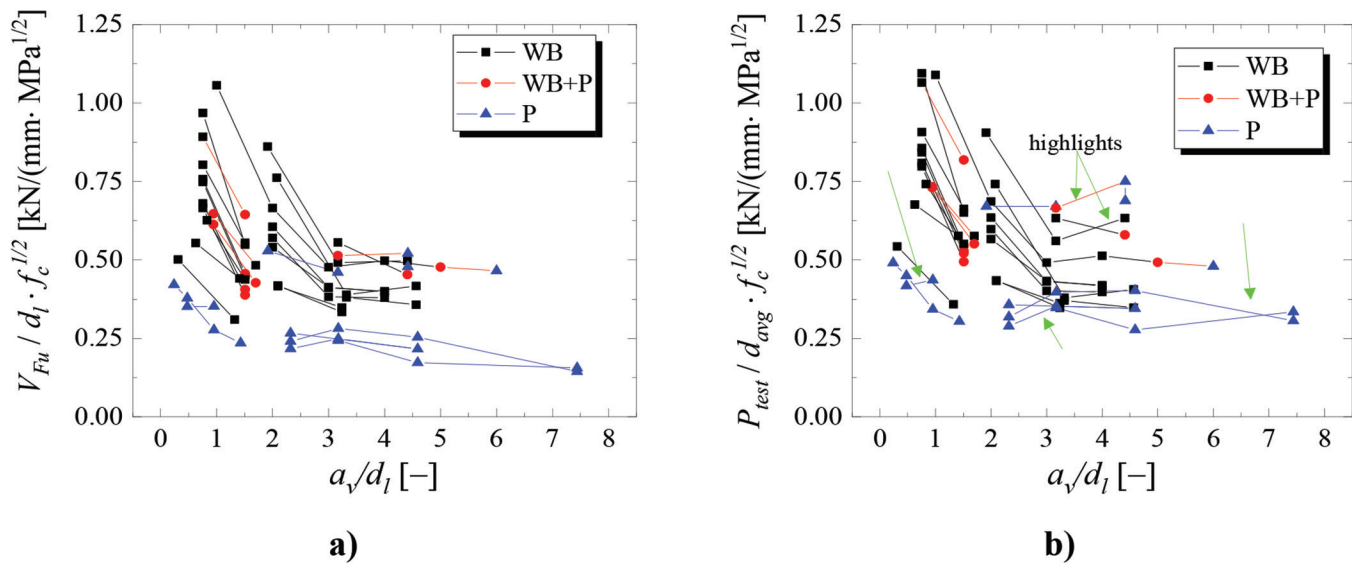 V_Fu / d_l · f_c^1/2 [kN/(mm· MPa^1/2)]
1.25
1.00
0.75
0.50
0.25
0.00
WB
WB+P
P
0 1 2 3 4 5 6 7 8
a_v/d_l [–]
a)
P_test / d_avg · f_c^1/2 [kN/(mm· MPa^1/2)]
1.25
1.00
0.75
0.50
0.25
0.00
WB
WB+P
P
highlights
0 1 2 3 4 5 6 7 8
a_v/d_l [–]
b)